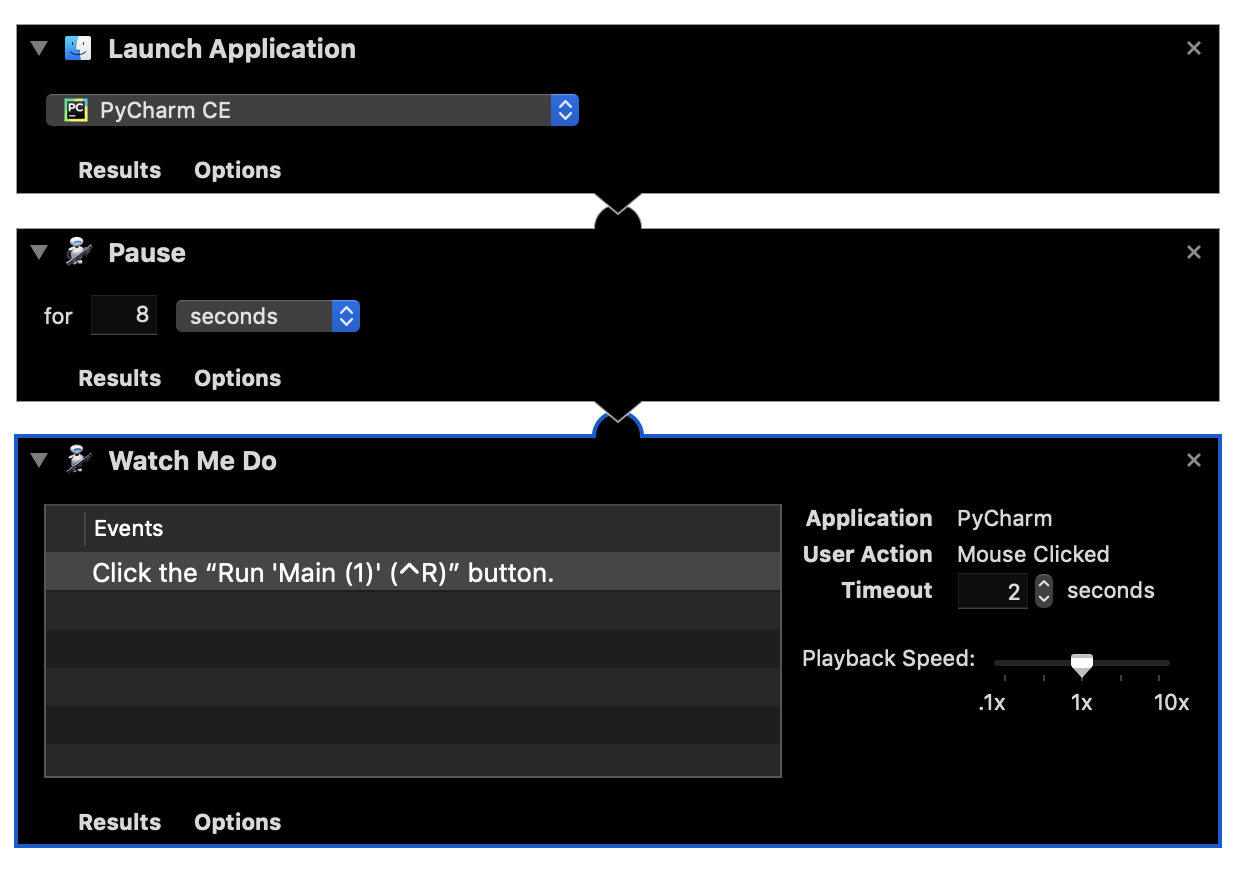 Launch Application
PC PyCharm CE
Results Options
Pause
for 8 seconds
Results Options
Watch Me Do
Events
Click the “Run 'Main (1)' (^R)” button.
Application PyCharm
User Action Mouse Clicked
Timeout 2 seconds
Playback Speed:
.1x 1x 10x
Results Options